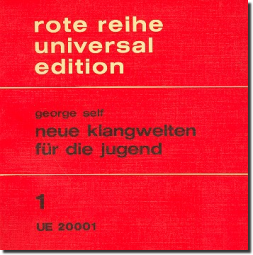 rote reihe
universal
edition
george self
neue klangwelten
für die jugend
1
UE 20001